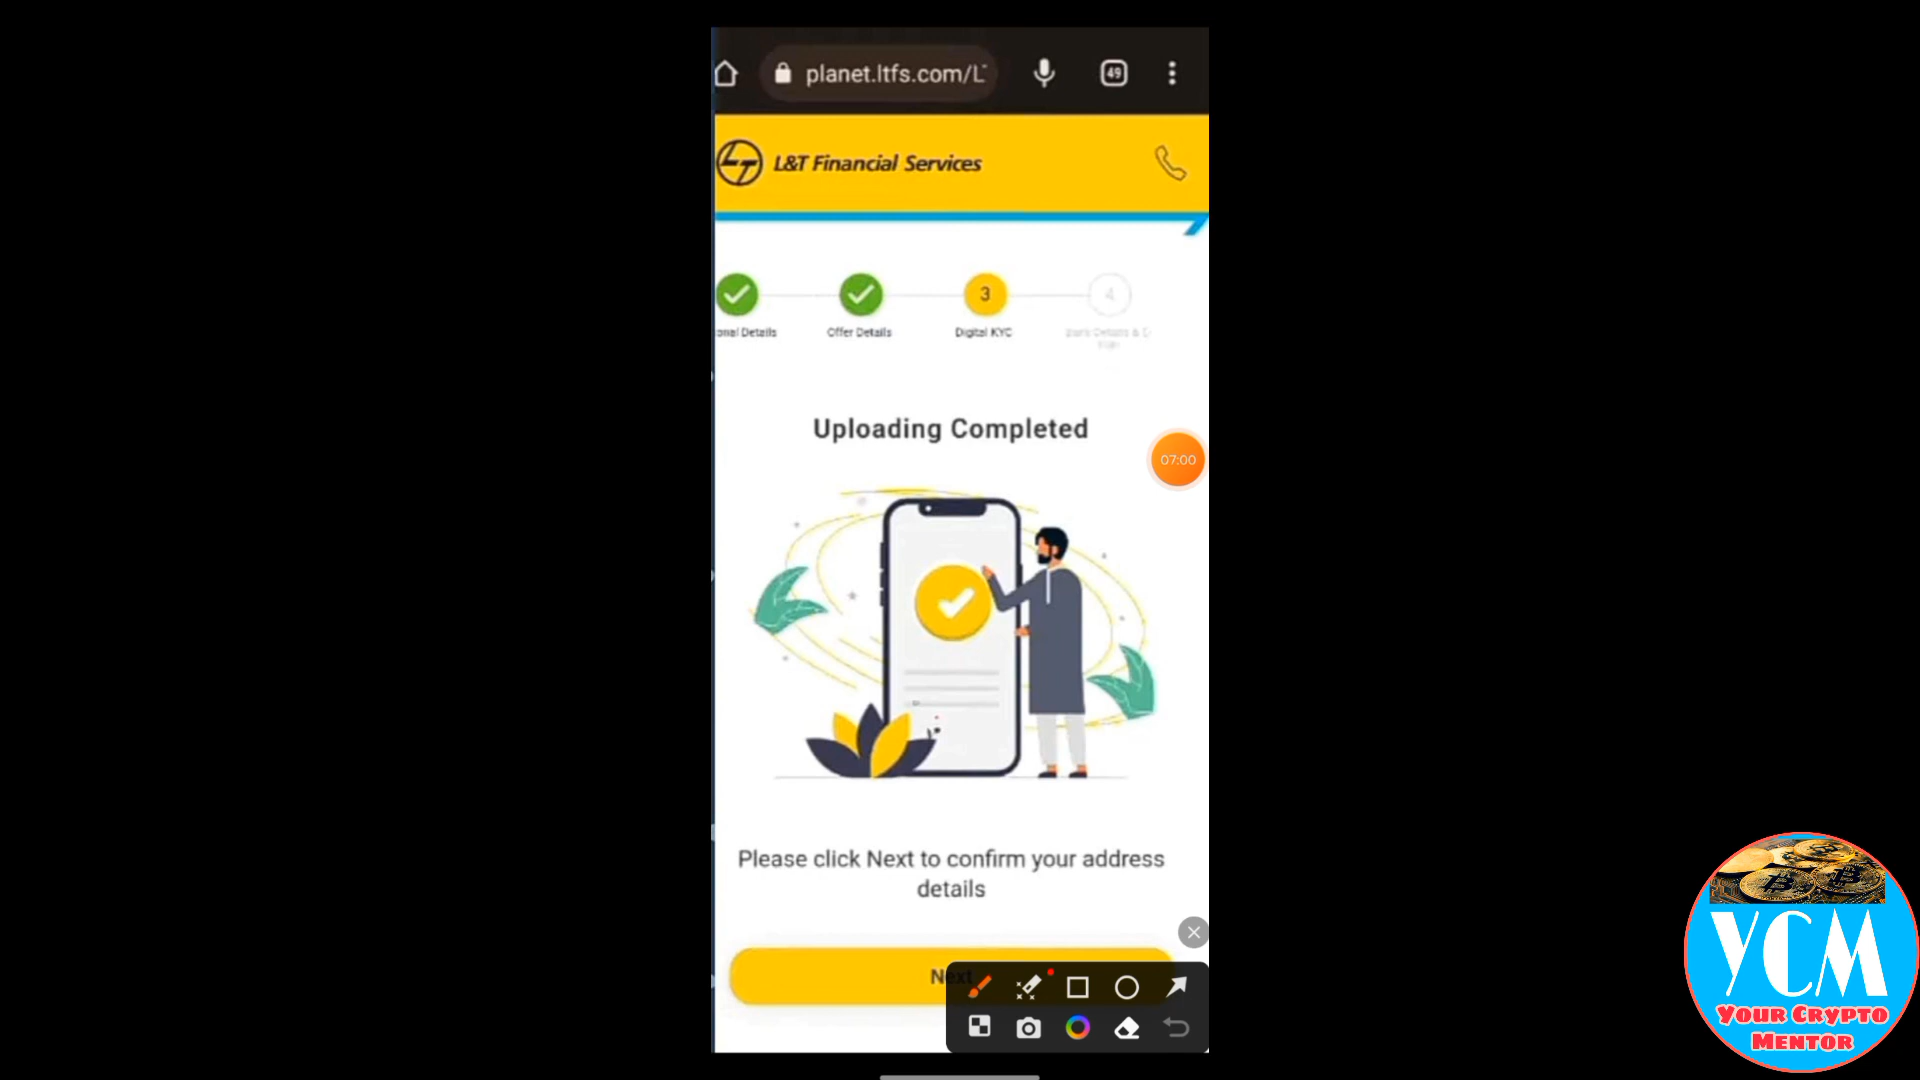 planet.ltfs.com/L
49
L&T Financial Services
3
4
onal Details
Offer Details
Digital KYC
Uploading Completed
07:00
Please click Next to confirm your address
details
Next
YCM
YOUR CRYPTO
MENTOR